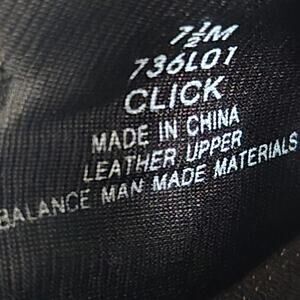 7½M
736L01
CLICK
MADE IN CHINA
LEATHER UPPER
BALANCE MAN MADE MATERIALS